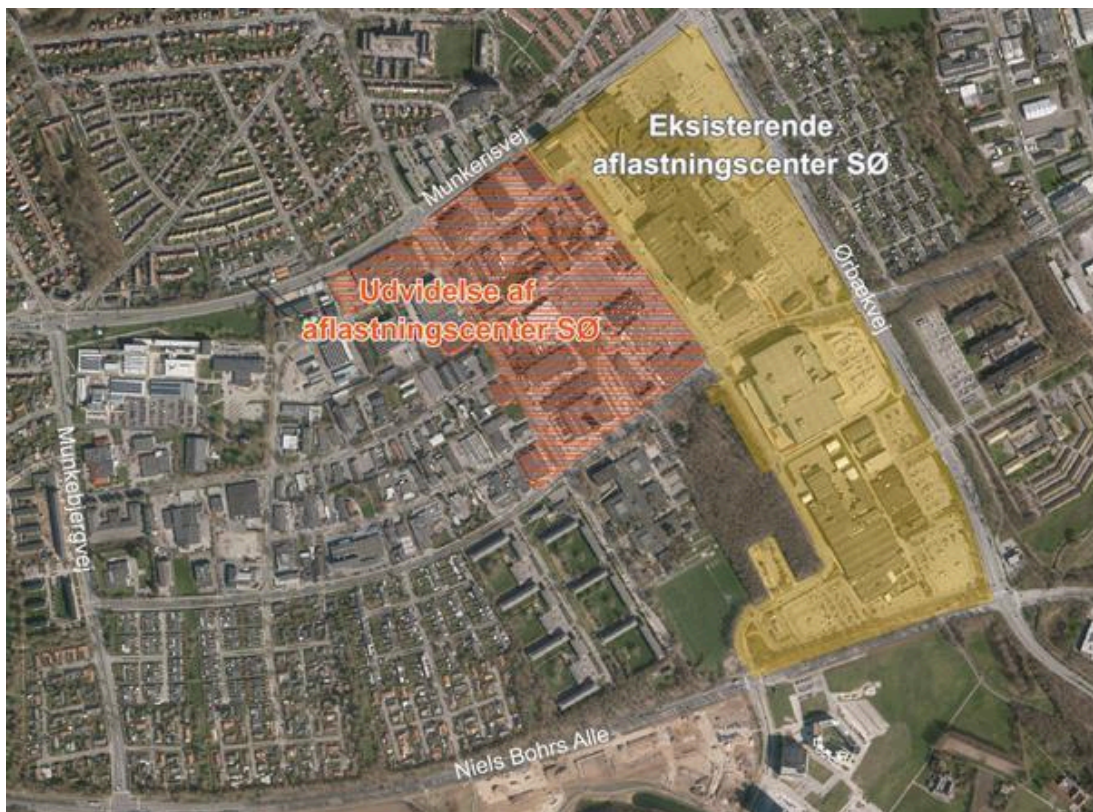 Eksisterende
aflastningscenter SØ
Munkerisvej
Ørbækvej
Udvidelse af
aflastningscenter SØ
Munkebjergvej
Niels Bohrs Alle